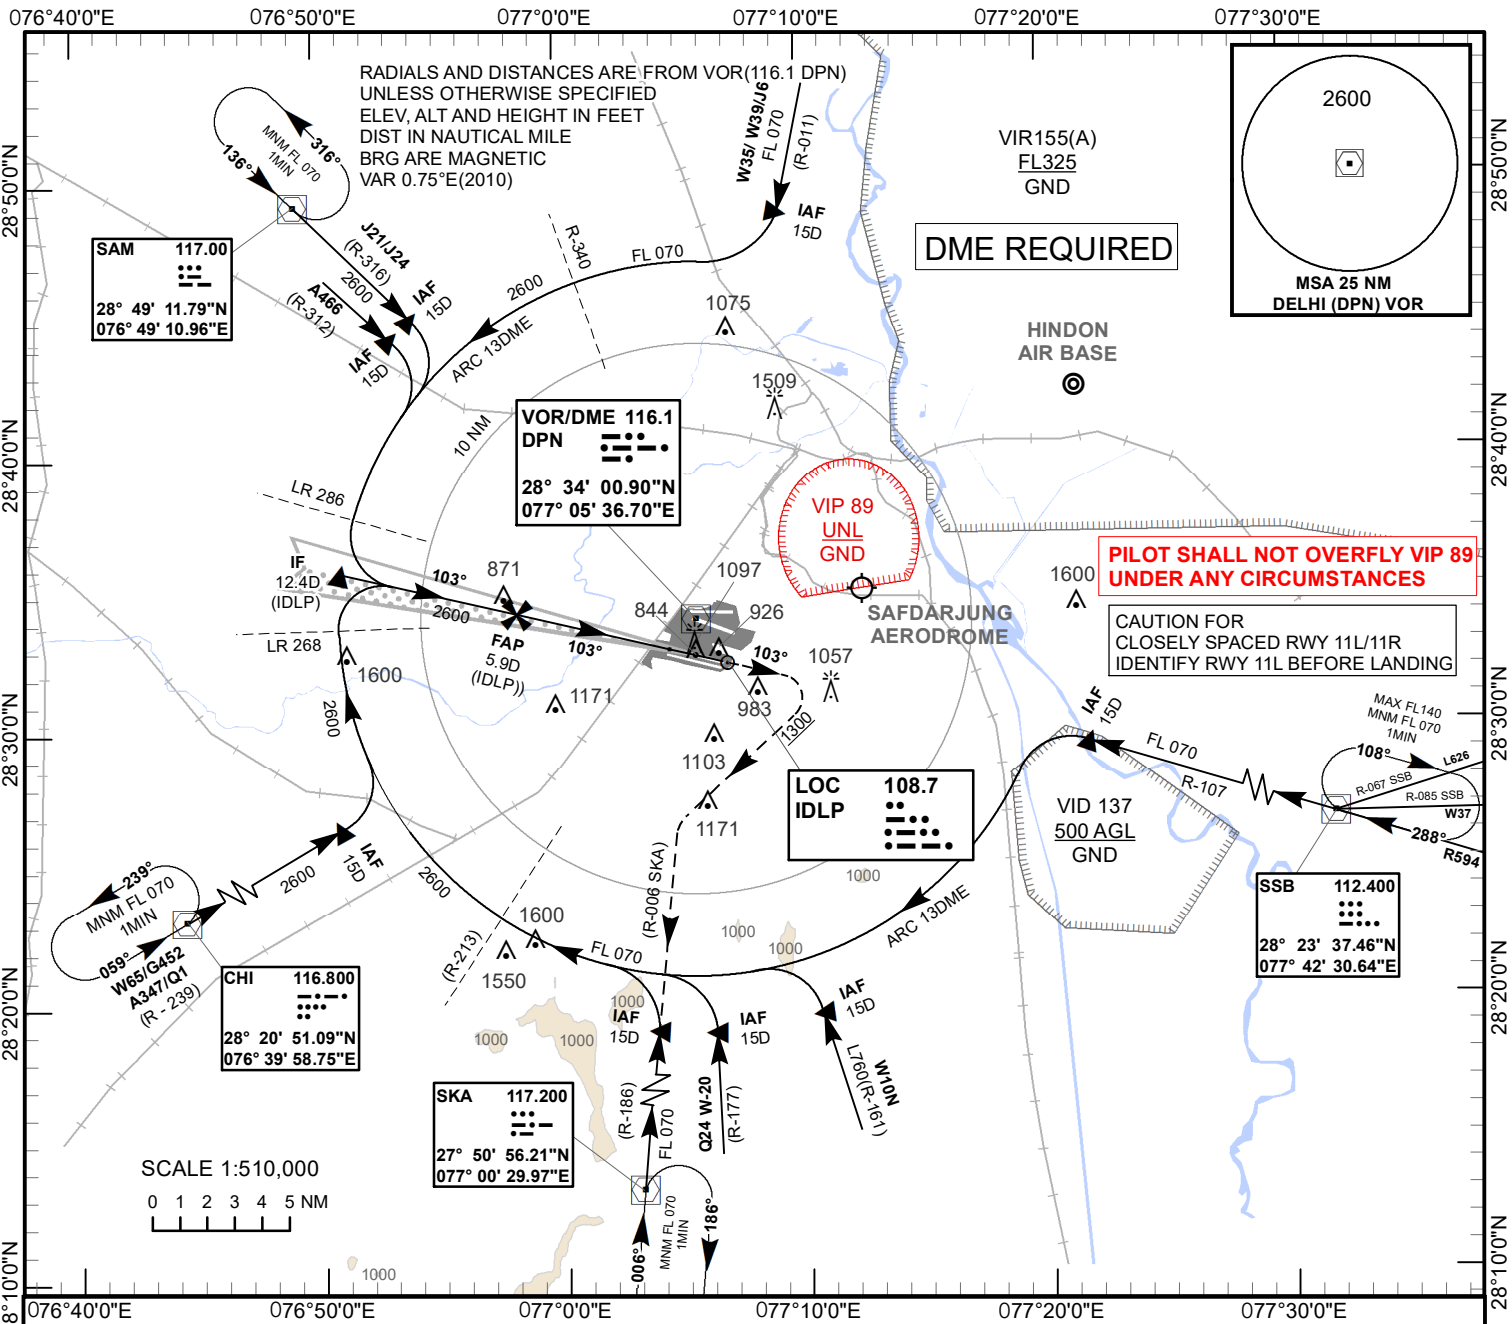 076°40'0"E
076°50'0"E
077°0'0"E
077°10'0"E
077°20'0"E
077°30'0"E
RADIALS AND DISTANCES ARE FROM VOR(116.1 DPN)
UNLESS OTHERWISE SPECIFIED
ELEV, ALT AND HEIGHT IN FEET
DIST IN NAUTICAL MILE
BRG ARE MAGNETIC
VAR 0.75°E(2010)
316°
MNM FL 070
1MIN
136°
W35/ W39/J6
FL 070
(R-011)
IAF
15D
VIR155(A)
FL325
GND
DME REQUIRED
2600
MSA 25 NM
DELHI (DPN) VOR
28°50'0"N
28°50'0"N
SAM 117.00
28° 49' 11.79"N
076° 49' 10.96"E
J21/J24
(R-316)
2600
IAF
15D
A466
(R-312)
IAF
15D
R-340
FL 070
2600
ARC 13DME
1075
HINDON
AIR BASE
1509
10 NM
VOR/DME 116.1
DPN
28° 34' 00.90"N
077° 05' 36.70"E
28°40'0"N
28°40'0"N
LR 286
VIP 89
UNL
GND
PILOT SHALL NOT OVERFLY VIP 89
UNDER ANY CIRCUMSTANCES
IF
12.4D
(IDLP)
103°
2600
871
1097
844
926
1600
SAFDARJUNG
AERODROME
CAUTION FOR
CLOSELY SPACED RWY 11L/11R
IDENTIFY RWY 11L BEFORE LANDING
LR 268
FAP
5.9D
(IDLP))
103°
103°
1057
1600
1171
983
1300
1103
1171
2600
28°30'0"N
28°30'0"N
IAF
15D
FL 070
R-107
MAX FL140
MNM FL 070
1MIN
108°
L626
R-067 SSB
R-085 SSB
W37
288°
R594
LOC 108.7
IDLP
VID 137
500 AGL
GND
1000
SSB 112.400
28° 23' 37.46"N
077° 42' 30.64"E
IAF
15D
2600
239°
MNM FL 070
1MIN
059°
W65/G452
A347/Q1
(R - 239)
CHI 116.800
28° 20' 51.09"N
076° 39' 58.75"E
2600
(R-006 SKA)
ARC 13DME
(R-213)
1600
1550
FL 070
1000
1000
28°20'0"N
28°20'0"N
1000
1000
1000
IAF
15D
IAF
15D
IAF
15D
W10N
L760(R-161)
Q24 W-20
(R-177)
(R-186)
FL 070
SKA 117.200
27° 50' 56.21"N
077° 00' 29.97"E
MNM FL 070
1MIN
186°
006°
SCALE 1:510,000
0 1 2 3 4 5 NM
1000
8°10'0"N
28°10'0"N
076°40'0"E
076°50'0"E
077°0'0"E
077°10'0"E
077°20'0"E
077°30'0"E